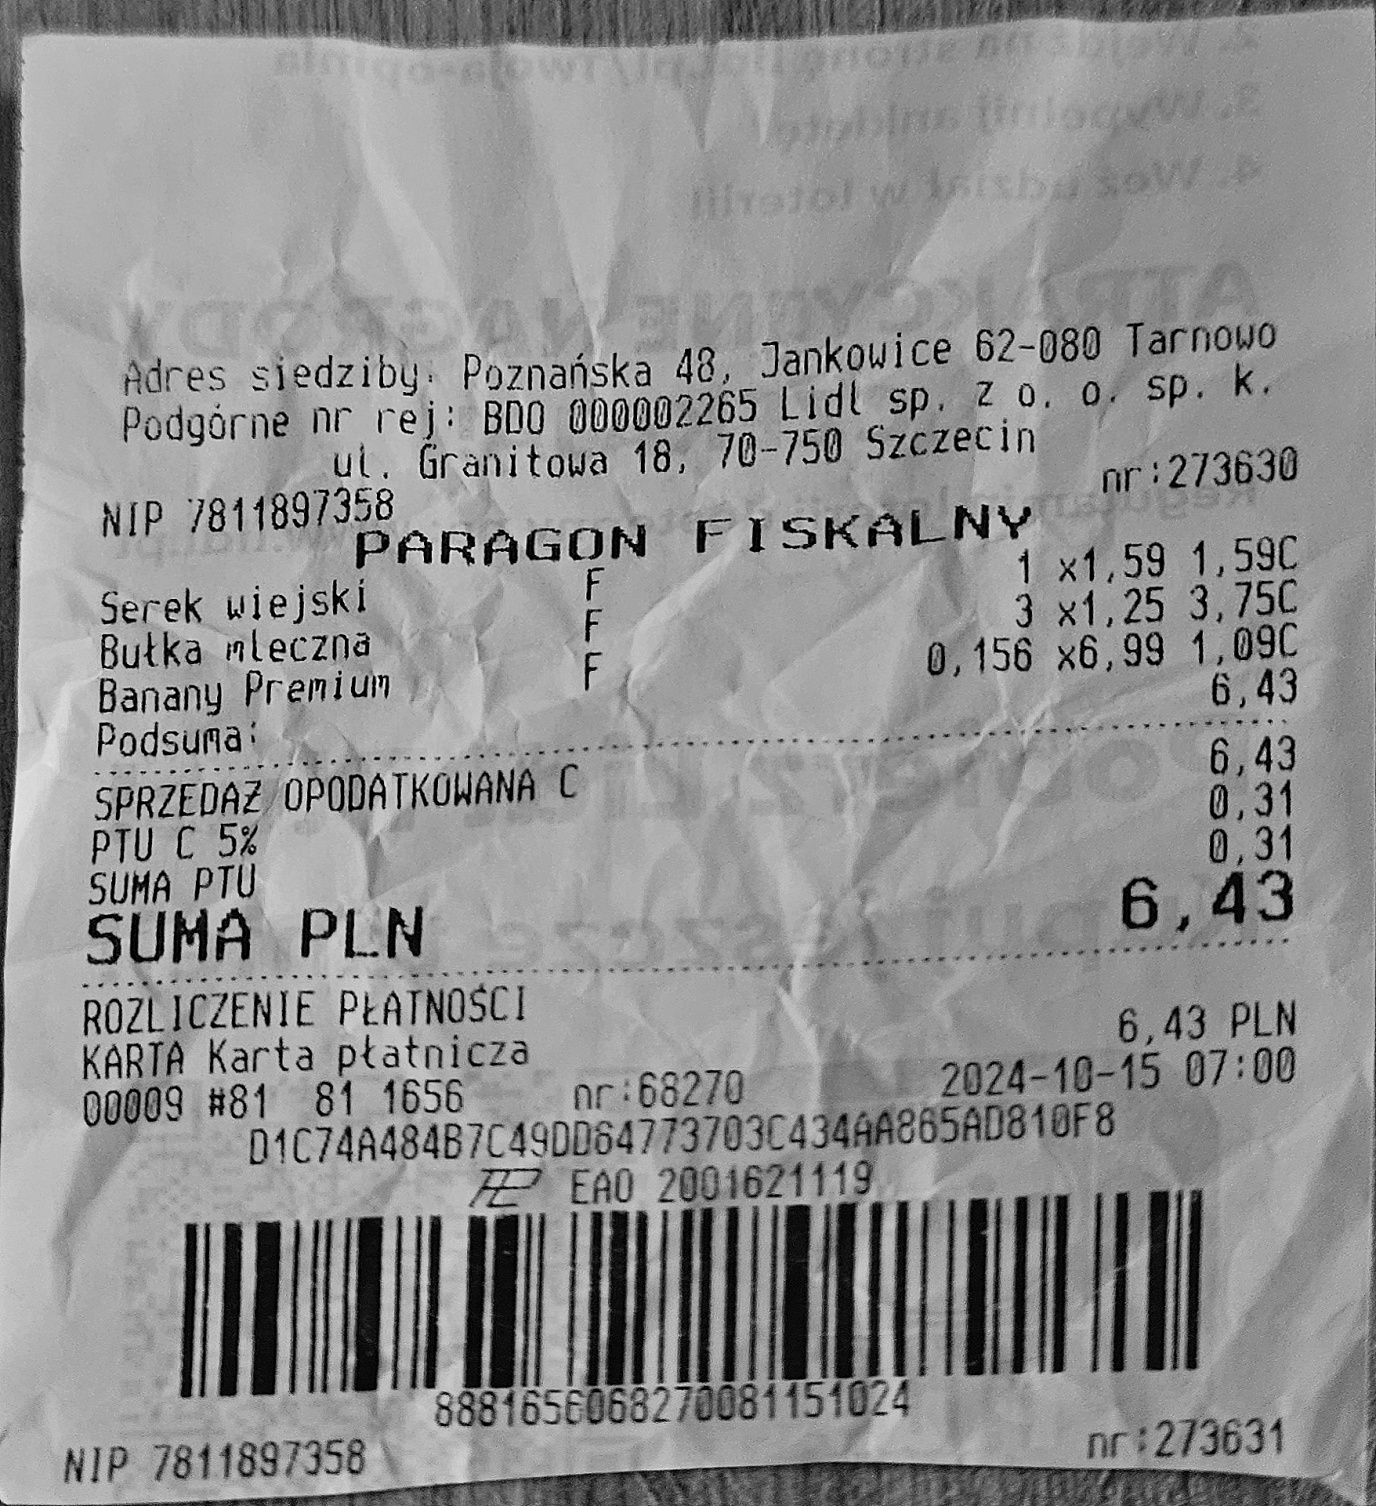 Adres siedziby: Poznańska 48, Jankowice 62-080 Tarnowo
Podgórne nr rej: BDO 000002265 Lidl sp. z o. o. sp. k.
ul. Granitowa 18, 70-750 Szczecin
NIP 7811897358 nr:273630
PARAGON FISKALNY
Serek wiejski F 1 x1,59 1,59C
Bułka mleczna F 3 x1,25 3,75C
Banany Premium F 0,156 x6,99 1,09C
Podsuma: 6,43
SPRZEDAŻ OPODATKOWANA C 6,43
PTU C 5% 0,31
SUMA PTU 0,31
SUMA PLN 6,43
ROZLICZENIE PŁATNOŚCI
KARTA Karta płatnicza 6,43 PLN
00009 #81 81 1656 nr:68270 2024-10-15 07:00
D1C74A484B7C49DD64773703C434AA865AD810F8
EAO 2001621119
8881656068270081151024
NIP 7811897358 nr:273631